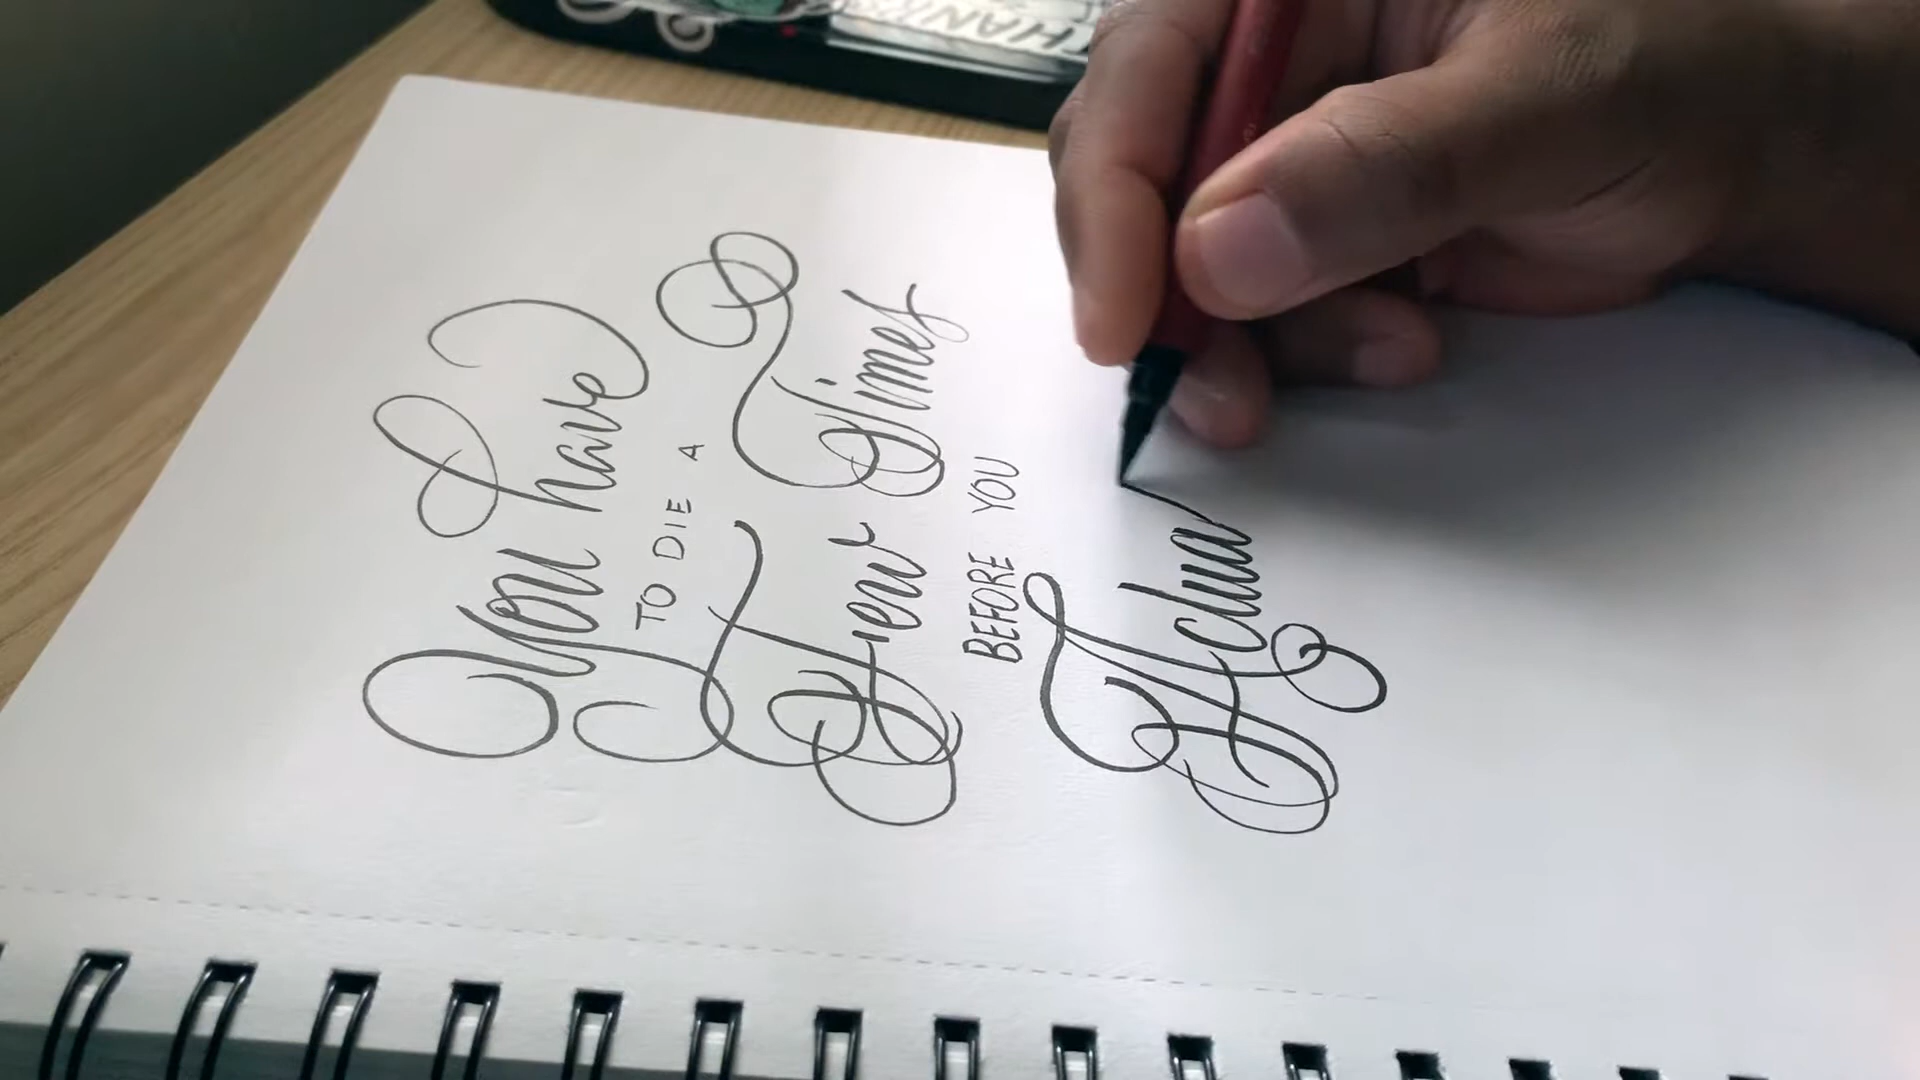 You have
TO DIE A
Few Times
BEFORE YOU
Actua